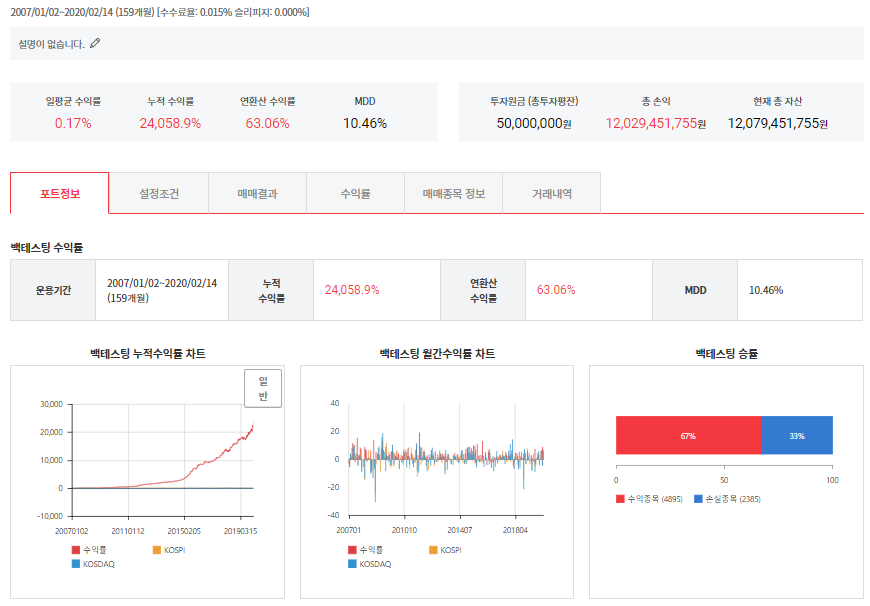 2007/01/02~2020/02/14 (159개월) [수수료율: 0.015% 슬리피지: 0.000%]
설명이 없습니다.
일평균 수익률 누적 수익률 연환산 수익률 MDD
0.17% 24,058.9% 63.06% 10.46%
투자원금 (총투자평잔) 총 손익 현재 총 자산
50,000,000원 12,029,451,755원 12,079,451,755원
포트정보 설정조건 매매결과 수익률 매매종목 정보 거래내역
백테스팅 수익률
운용기간
2007/01/02~2020/02/14
(159개월)
누적
수익률
24,058.9%
연환산
수익률
63.06%
MDD
10.46%
백테스팅 누적수익률 차트
일
반
30,000
20,000
10,000
0
-10,000
20070102 20110112 20150205 20190315
수익률 KOSPI
KOSDAQ
백테스팅 월간수익률 차트
40
20
0
-20
-40
200701 201010 201407 201804
수익률 KOSPI
KOSDAQ
백테스팅 승률
67% 33%
0 50 100
수익종목 (4895) 손실종목 (2385)